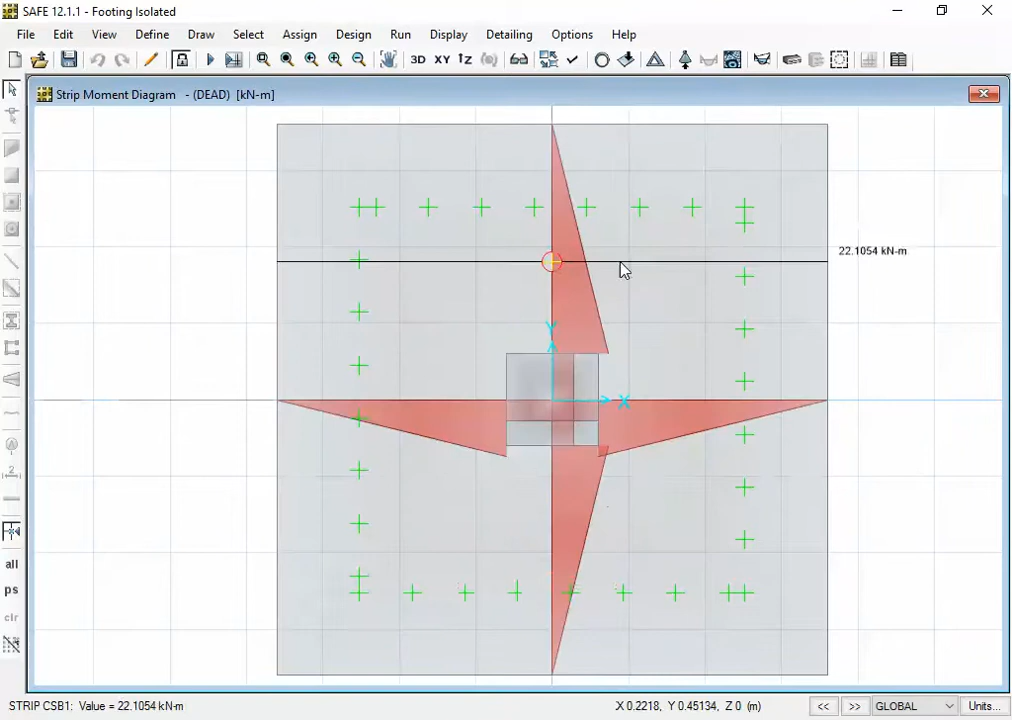 SAFE 12.1.1 - Footing Isolated
File Edit View Define Draw Select Assign Design Run Display Detailing Options Help
3D XY ↑Z
Strip Moment Diagram - (DEAD) [kN-m]
22.1054 kN-m
Y
X
2
all
ps
clr
STRIP CSB1: Value = 22.1054 kN-m X 0.2218, Y 0.45134, Z 0 (m) << >> GLOBAL Units...